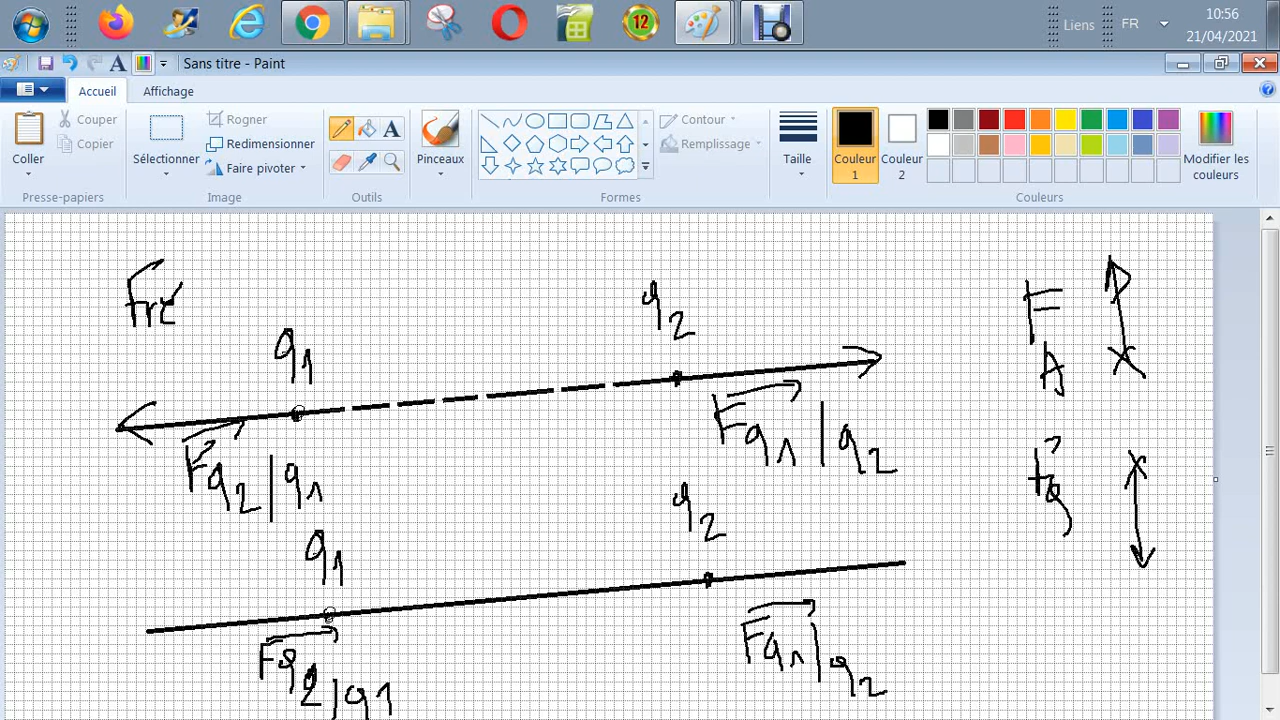 10:56
Liens
FR
12
21/04/2021
Sans titre - Paint
Accueil
Affichage
Coller
Couper
Copier
Presse-papiers
Sélectionner
Rogner
Redimensionner
Faire pivoter
Image
Outils
Pinceaux
Contour
Remplissage
Formes
Taille
Couleur
1
Couleur
2
Modifier les
couleurs
Couleurs
q1
q2
F
Fq2|q1
Fq1|q2
q1
q2
Fq2|q1
Fq1|q2